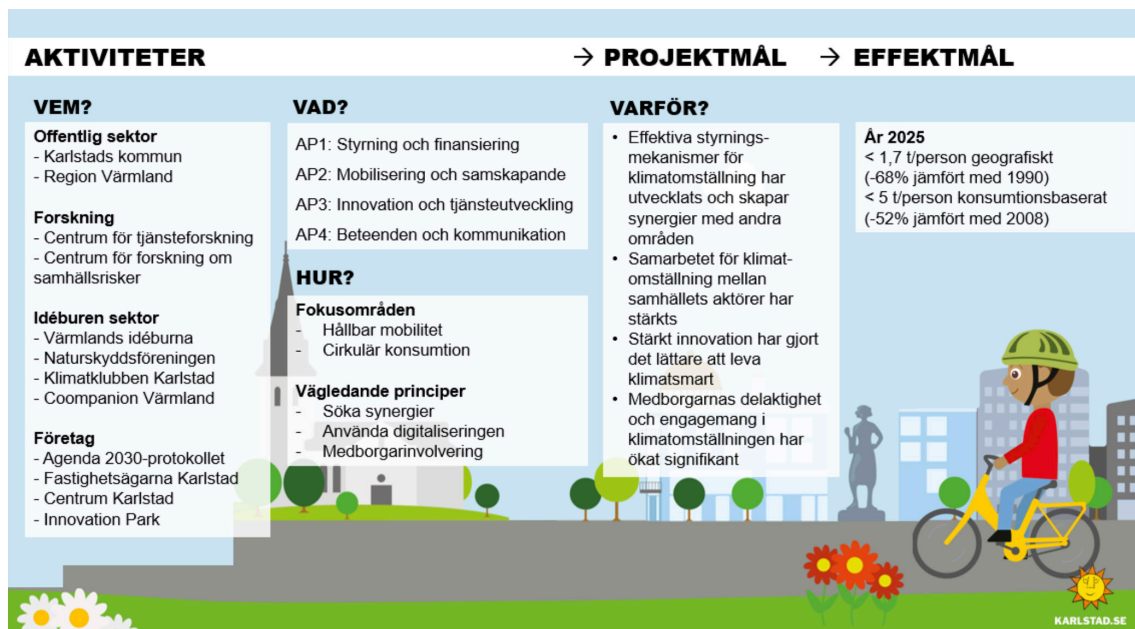 AKTIVITETER
→ PROJEKTMÅL
→ EFFEKTMÅL
VEM?
Offentlig sektor
- Karlstads kommun
- Region Värmland
Forskning
- Centrum för tjänsteforskning
- Centrum för forskning om
samhällsrisker
Idéburen sektor
- Värmlands idéburna
- Naturskyddsföreningen
- Klimatklubben Karlstad
- Coompanion Värmland
Företag
- Agenda 2030-protokollet
- Fastighetsägarna Karlstad
- Centrum Karlstad
- Innovation Park
VAD?
AP1: Styrning och finansiering
AP2: Mobilisering och samskapande
AP3: Innovation och tjänsteutveckling
AP4: Beteenden och kommunikation
HUR?
Fokusområden
- Hållbar mobilitet
- Cirkulär konsumtion
Vägledande principer
- Söka synergier
- Använda digitaliseringen
- Medborgarinvolvering
VARFÖR?
• Effektiva styrnings-
mekanismer för
klimatomställning har
utvecklats och skapar
synergier med andra
områden
• Samarbetet för klimat-
omställning mellan
samhällets aktörer har
stärkts
• Stärkt innovation har gjort
det lättare att leva
klimatsmart
• Medborgarnas delaktighet
och engagemang i
klimatomställningen har
ökat signifikant
År 2025
< 1,7 t/person geografiskt
(-68% jämfört med 1990)
< 5 t/person konsumtionsbaserat
(-52% jämfört med 2008)
KARLSTAD.SE